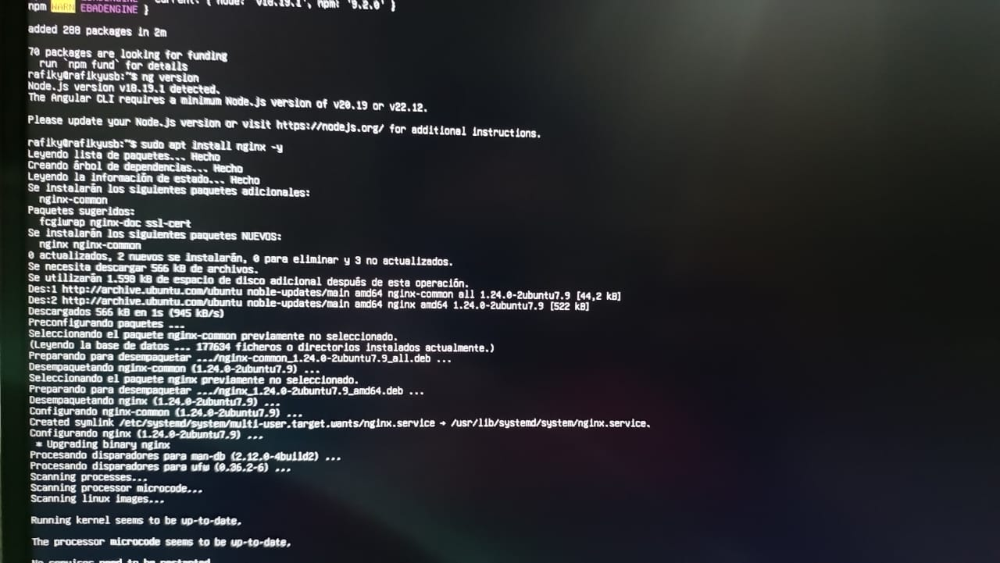 current: { node: 'v18.19.1', npm: '9.2.0' }
npm WARN EBADENGINE }
added 288 packages in 2m
70 packages are looking for funding
run `npm fund` for details
rafiky@rafikyusb:~$ ng version
Node.js version v18.19.1 detected.
The Angular CLI requires a minimum Node.js version of v20.19 or v22.12.
Please update your Node.js version or visit https://nodejs.org/ for additional instructions.
rafiky@rafikyusb:~$ sudo apt install nginx -y
Leyendo lista de paquetes... Hecho
Creando árbol de dependencias... Hecho
Leyendo la información de estado... Hecho
Se instalarán los siguientes paquetes adicionales:
nginx-common
Paquetes sugeridos:
fcgiwrap nginx-doc ssl-cert
Se instalarán los siguientes paquetes NUEVOS:
nginx nginx-common
0 actualizados, 2 nuevos se instalarán, 0 para eliminar y 3 no actualizados.
Se necesita descargar 566 kB de archivos.
Se utilizarán 1.598 kB de espacio de disco adicional después de esta operación.
Des:1 http://archive.ubuntu.com/ubuntu noble-updates/main amd64 nginx-common all 1.24.0-2ubuntu7.9 [44,2 kB]
Des:2 http://archive.ubuntu.com/ubuntu noble-updates/main amd64 nginx amd64 1.24.0-2ubuntu7.9 [522 kB]
Descargados 566 kB en 1s (945 kB/s)
Preconfigurando paquetes ...
Seleccionando el paquete nginx-common previamente no seleccionado.
(Leyendo la base de datos ... 177634 ficheros o directorios instalados actualmente.)
Preparando para desempaquetar .../nginx-common_1.24.0-2ubuntu7.9_all.deb ...
Desempaquetando nginx-common (1.24.0-2ubuntu7.9) ...
Seleccionando el paquete nginx previamente no seleccionado.
Preparando para desempaquetar .../nginx_1.24.0-2ubuntu7.9_amd64.deb ...
Desempaquetando nginx (1.24.0-2ubuntu7.9) ...
Configurando nginx-common (1.24.0-2ubuntu7.9) ...
Created symlink /etc/systemd/system/multi-user.target.wants/nginx.service → /usr/lib/systemd/system/nginx.service.
Configurando nginx (1.24.0-2ubuntu7.9) ...
* Upgrading binary nginx
Procesando disparadores para man-db (2.12.0-4build2) ...
Procesando disparadores para ufw (0.36.2-6) ...
Scanning processes...
Scanning processor microcode...
Scanning linux images...
Running kernel seems to be up-to-date.
The processor microcode seems to be up-to-date.
No services need to be restarted.